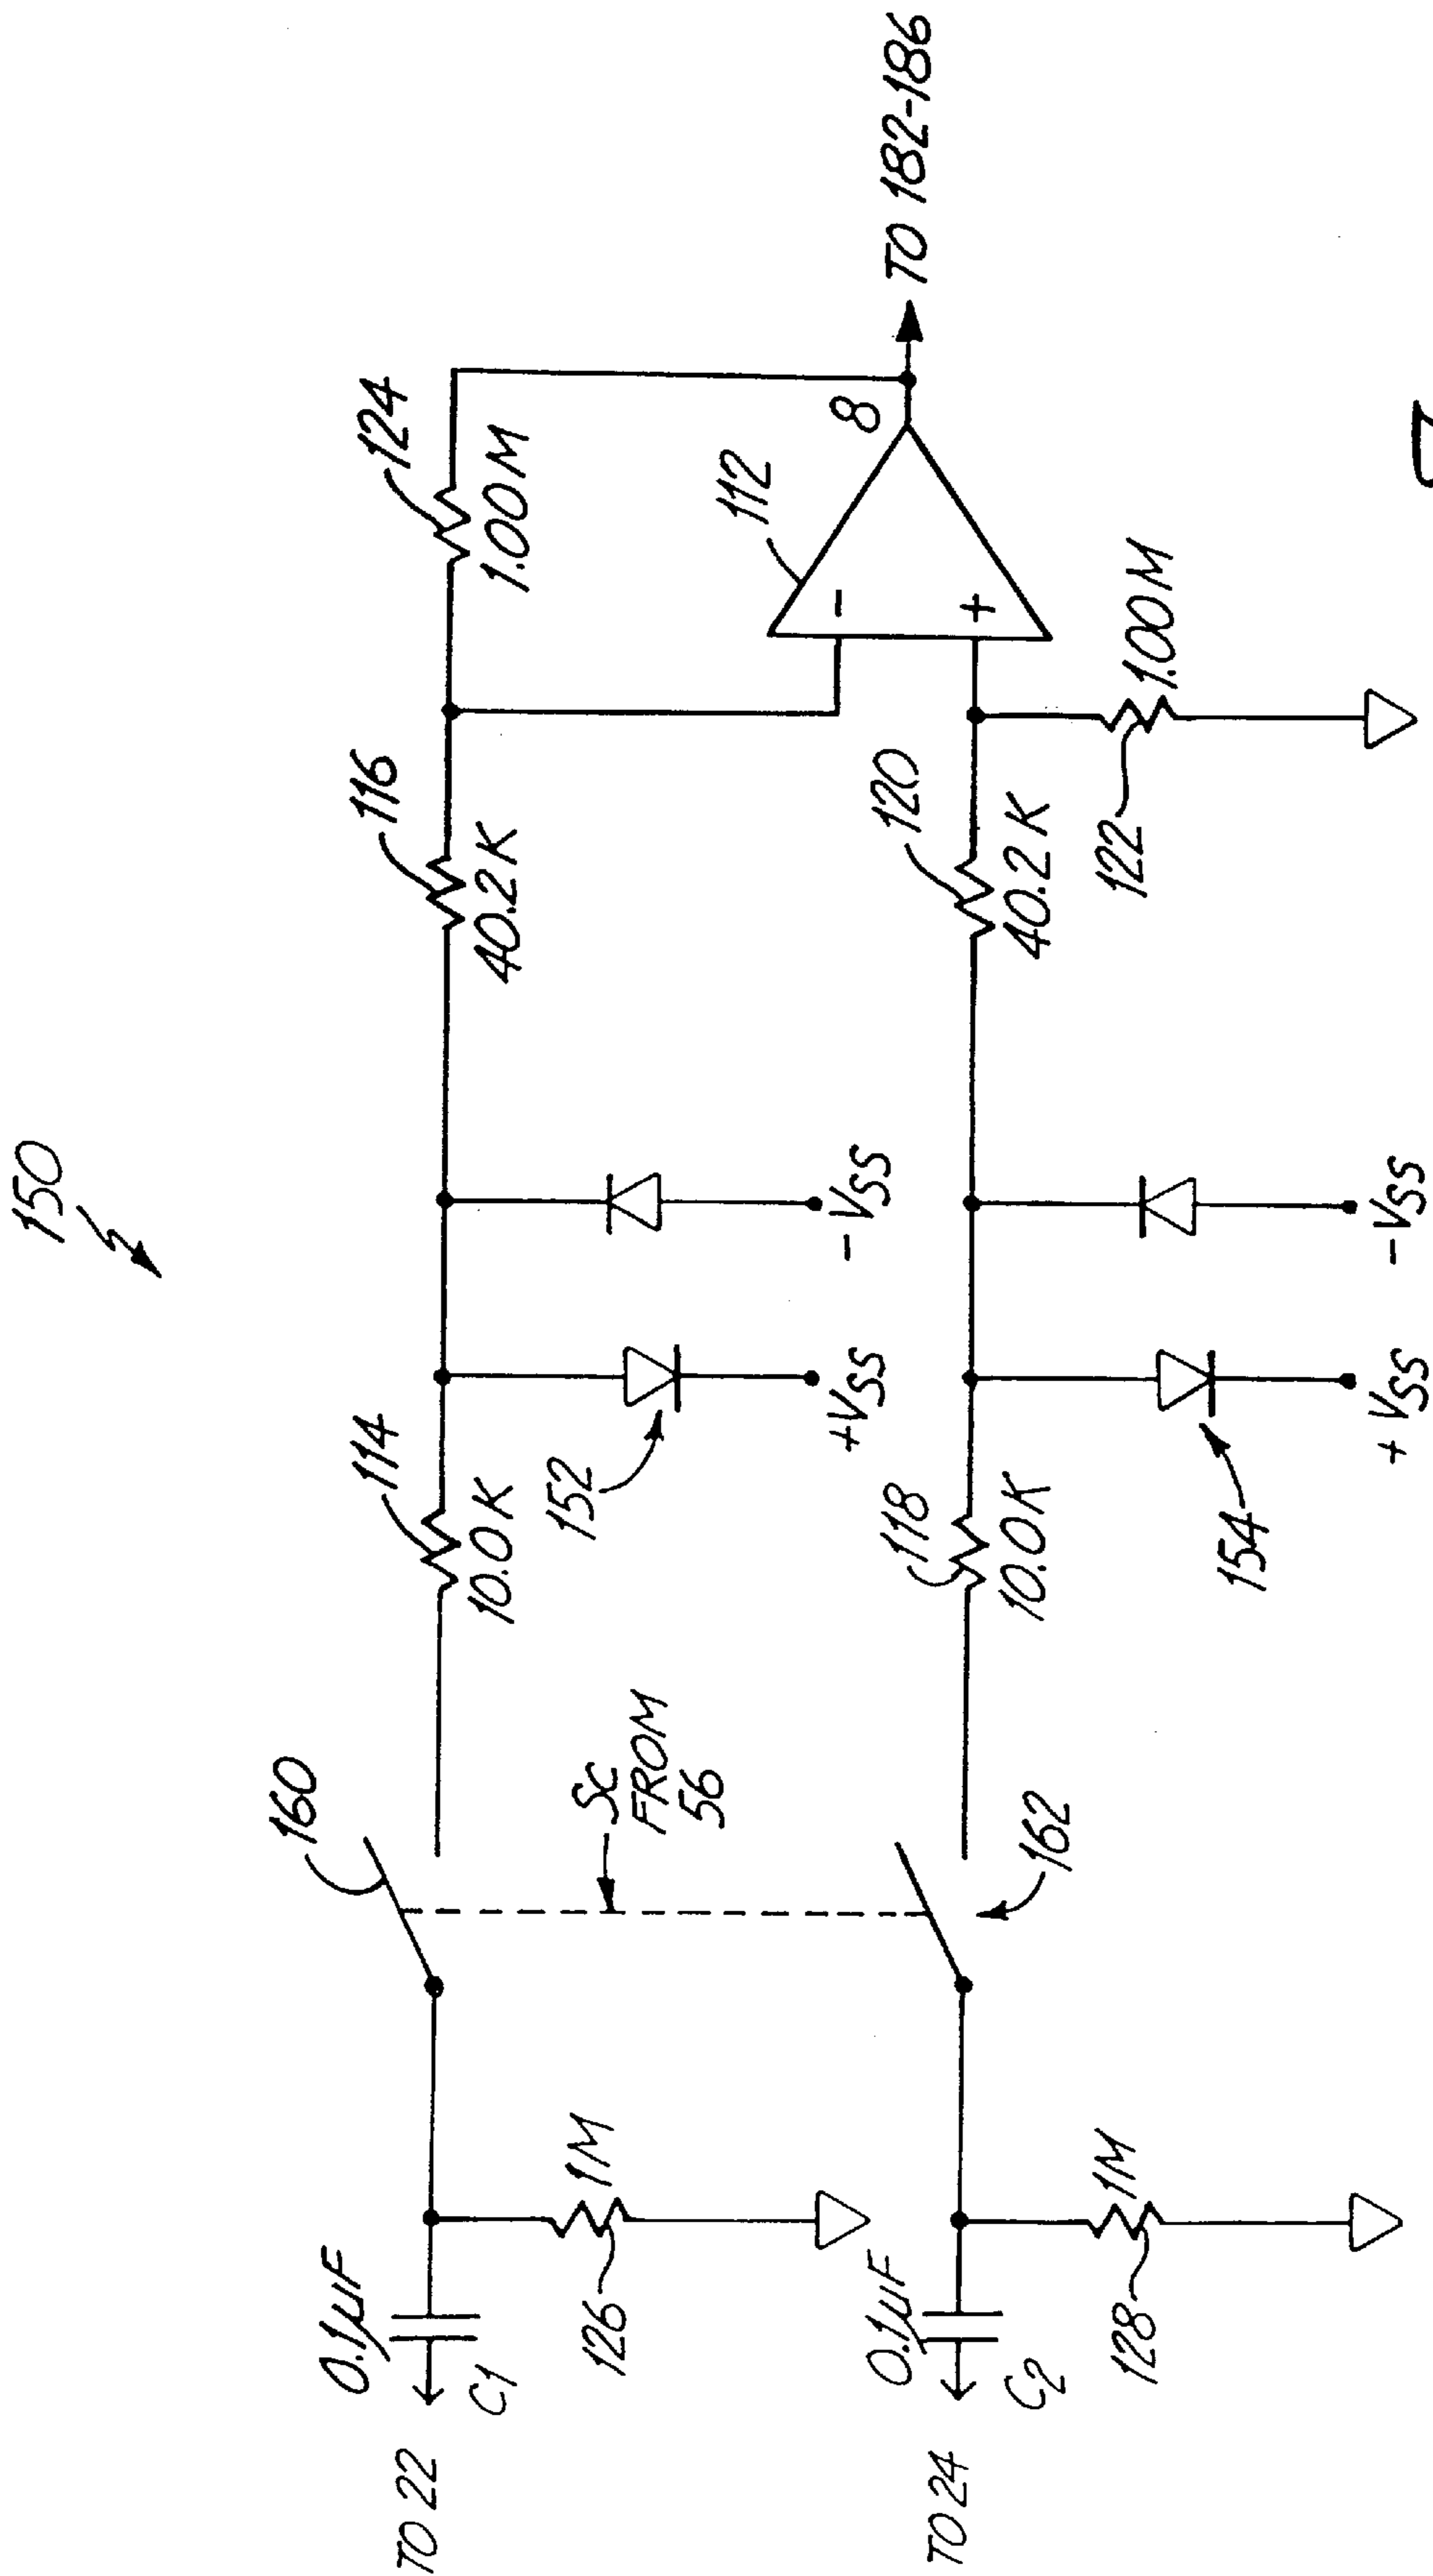 150
0.1µF
C1
TO 22
126
1M
160
SC
FROM
56
114
10.0K
152
+VSS
-VSS
116
40.2K
124
1.00M
112
-
+
8
TO 182-186
0.1µF
C2
TO 24
128
1M
162
118
10.0K
154
+VSS
-VSS
120
40.2K
122
1.00M